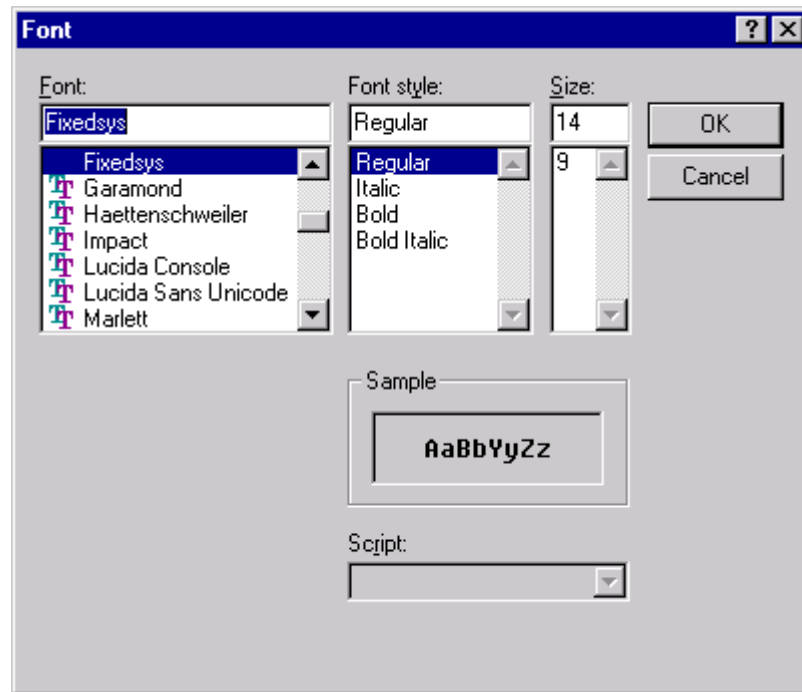 Font
Font:
Fixedsys
Fixedsys
Garamond
Haettenschweiler
Impact
Lucida Console
Lucida Sans Unicode
Marlett
Font style:
Regular
Regular
Italic
Bold
Bold Italic
Size:
14
9
OK
Cancel
Sample
AaBbYyZz
Script: